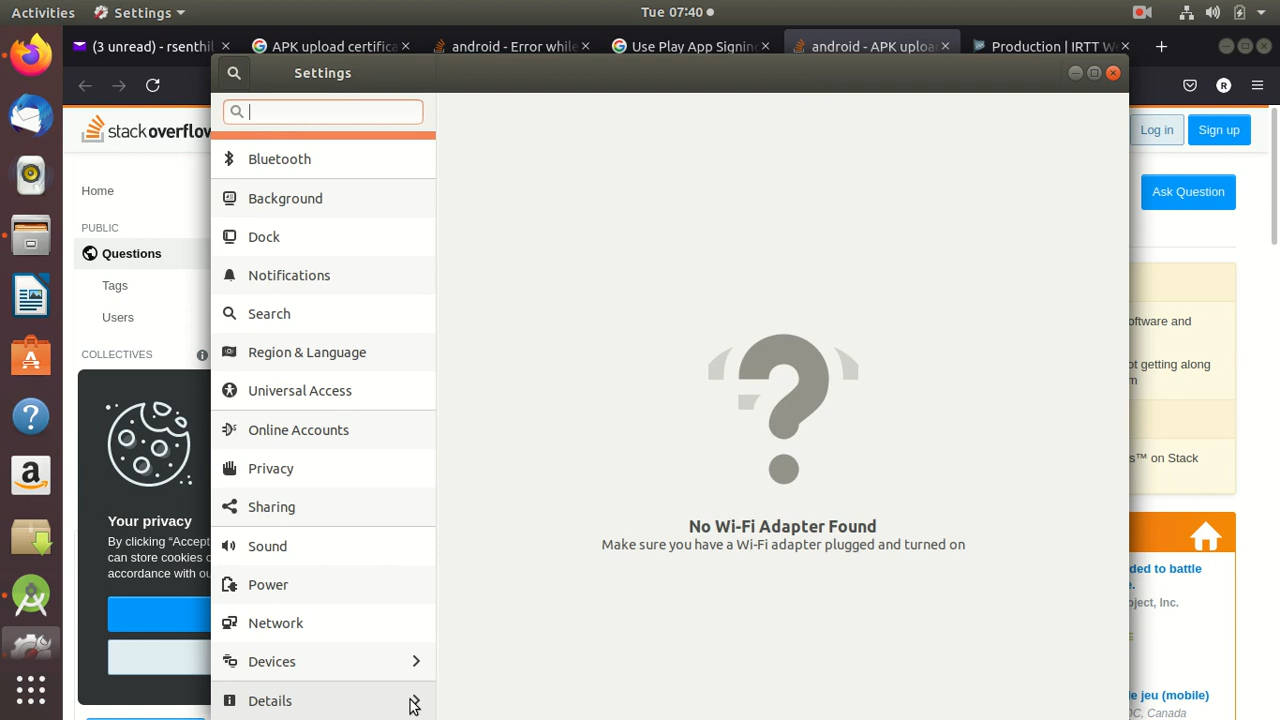 Activities
Settings
Tue 07:40
(3 unread) - rsenthil
APK upload certifica
android - Error while
Use Play App Signing
android - APK uploa
Production | IRTT W
Settings
R
stackoverflow
Log in
Sign up
Home
PUBLIC
Questions
Tags
Users
COLLECTIVES
Ask Question
Bluetooth
Background
Dock
Notifications
Search
Region & Language
Universal Access
Online Accounts
Privacy
Sharing
Sound
Power
Network
Devices
Details
No Wi-Fi Adapter Found
Make sure you have a Wi-Fi adapter plugged and turned on
Your privacy
By clicking “Accept
can store cookies o
accordance with ou
oftware and
ot getting along
m
s™ on Stack
ded to battle
e.
oject, Inc.
le jeu (mobile)
OC, Canada